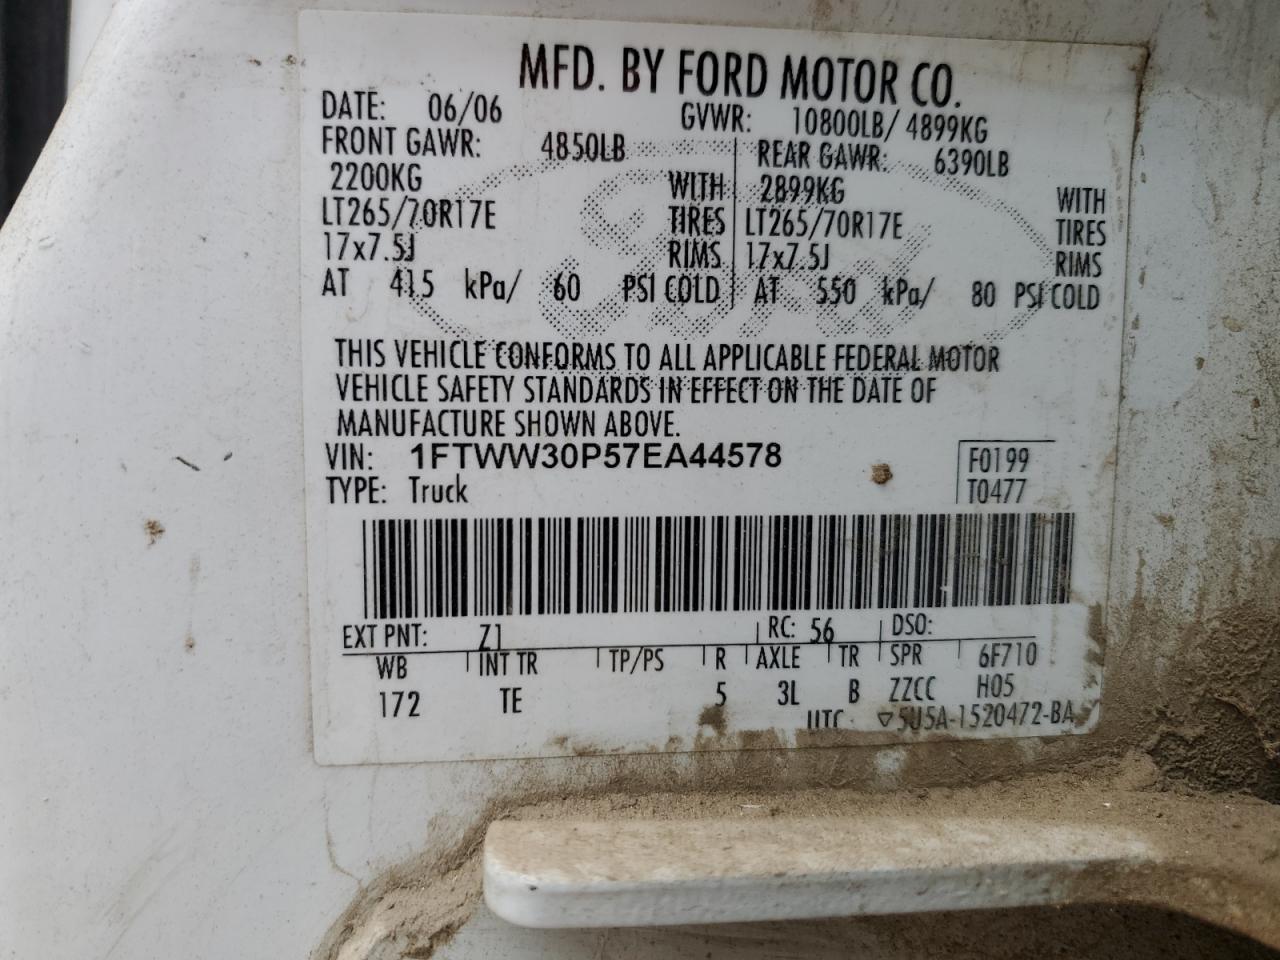 MFD. BY FORD MOTOR CO.
DATE: 06/06 GVWR: 10800LB/ 4899KG
FRONT GAWR: 4850LB REAR GAWR: 6390LB
2200KG WITH 2899KG WITH
LT265/70R17E TIRES LT265/70R17E TIRES
17x7.5J RIMS 17x7.5J RIMS
AT 415 kPa/ 60 PSI COLD AT 550 kPa/ 80 PSI COLD
THIS VEHICLE CONFORMS TO ALL APPLICABLE FEDERAL MOTOR
VEHICLE SAFETY STANDARDS IN EFFECT ON THE DATE OF
MANUFACTURE SHOWN ABOVE.
VIN: 1FTWW30P57EA44578 F0199
TYPE: Truck T0477
EXT PNT: Z1 RC: 56 DSO:
WB INT TR TP/PS R AXLE TR SPR 6F710
172 TE 5 3L B ZZCC H05
UTC: ▽5U5A-1520472-BA